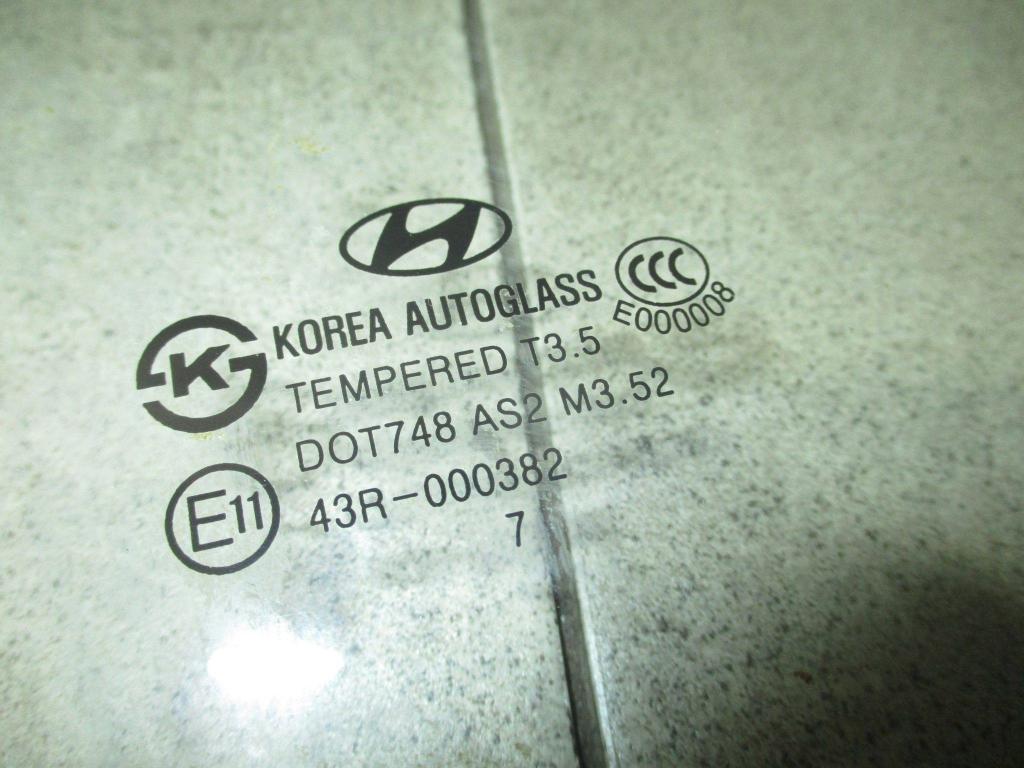 KOREA AUTOGLASS
CCC
E000008
K
TEMPERED T3.5
DOT748 AS2 M3.52
E11
43R-000382
7